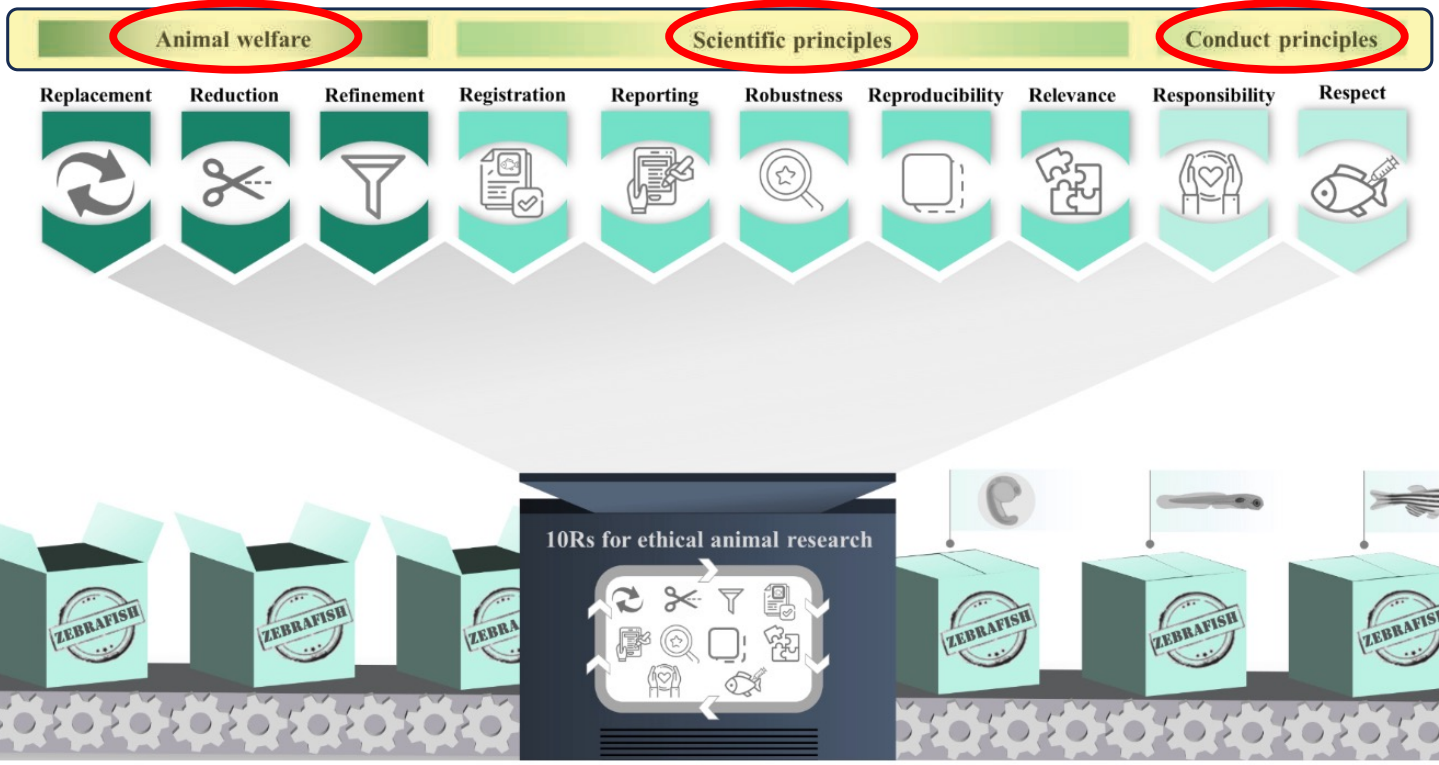 Animal welfare
Scientific principles
Conduct principles
Replacement
Reduction
Refinement
Registration
Reporting
Robustness
Reproducibility
Relevance
Responsibility
Respect
10Rs for ethical animal research
ZEBRAFISH
ZEBRAFISH
ZEBRA
ZEBRAFISH
ZEBRAFISH
ZEBRAFISH